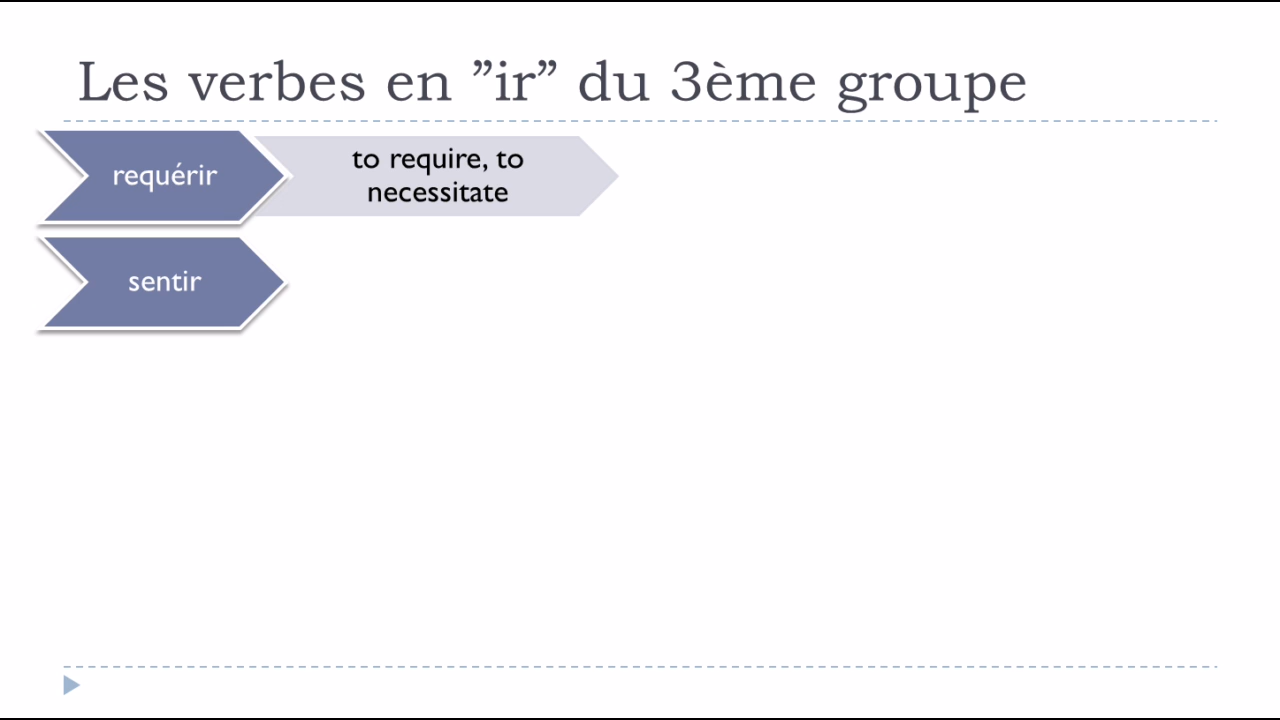 Les verbes en ”ir” du 3ème groupe
requérir
to require, to
necessitate
sentir